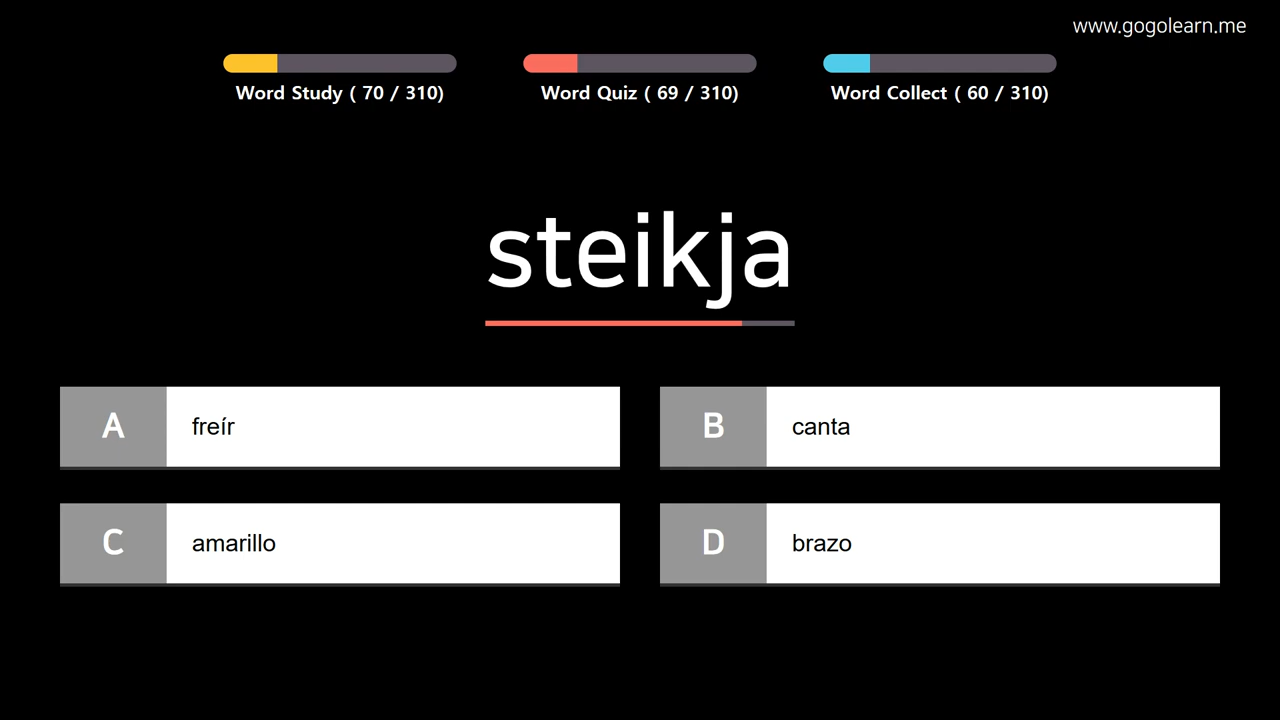 www.gogolearn.me
Word Study ( 70 / 310)
Word Quiz ( 69 / 310)
Word Collect ( 60 / 310)
steikja
A freír
B canta
C amarillo
D brazo